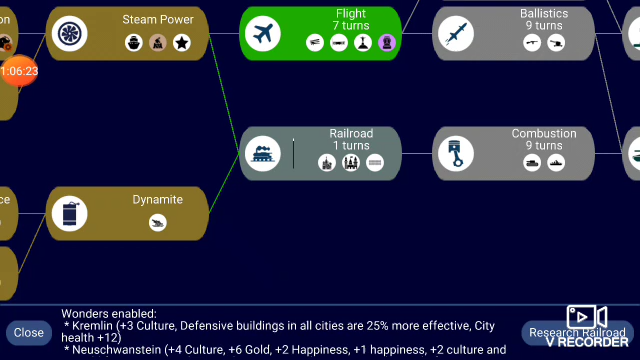 on
Steam Power
Flight
7 turns
Ballistics
9 turns
1:06:23
Railroad
1 turns
Combustion
9 turns
ce
Dynamite
Wonders enabled:
* Kremlin (+3 Culture, Defensive buildings in all cities are 25% more effective, City
health +12)
* Neuschwanstein (+4 Culture, +6 Gold, +2 Happiness, +1 happiness, +2 culture and
Close
Research Railroad
V RECORDER